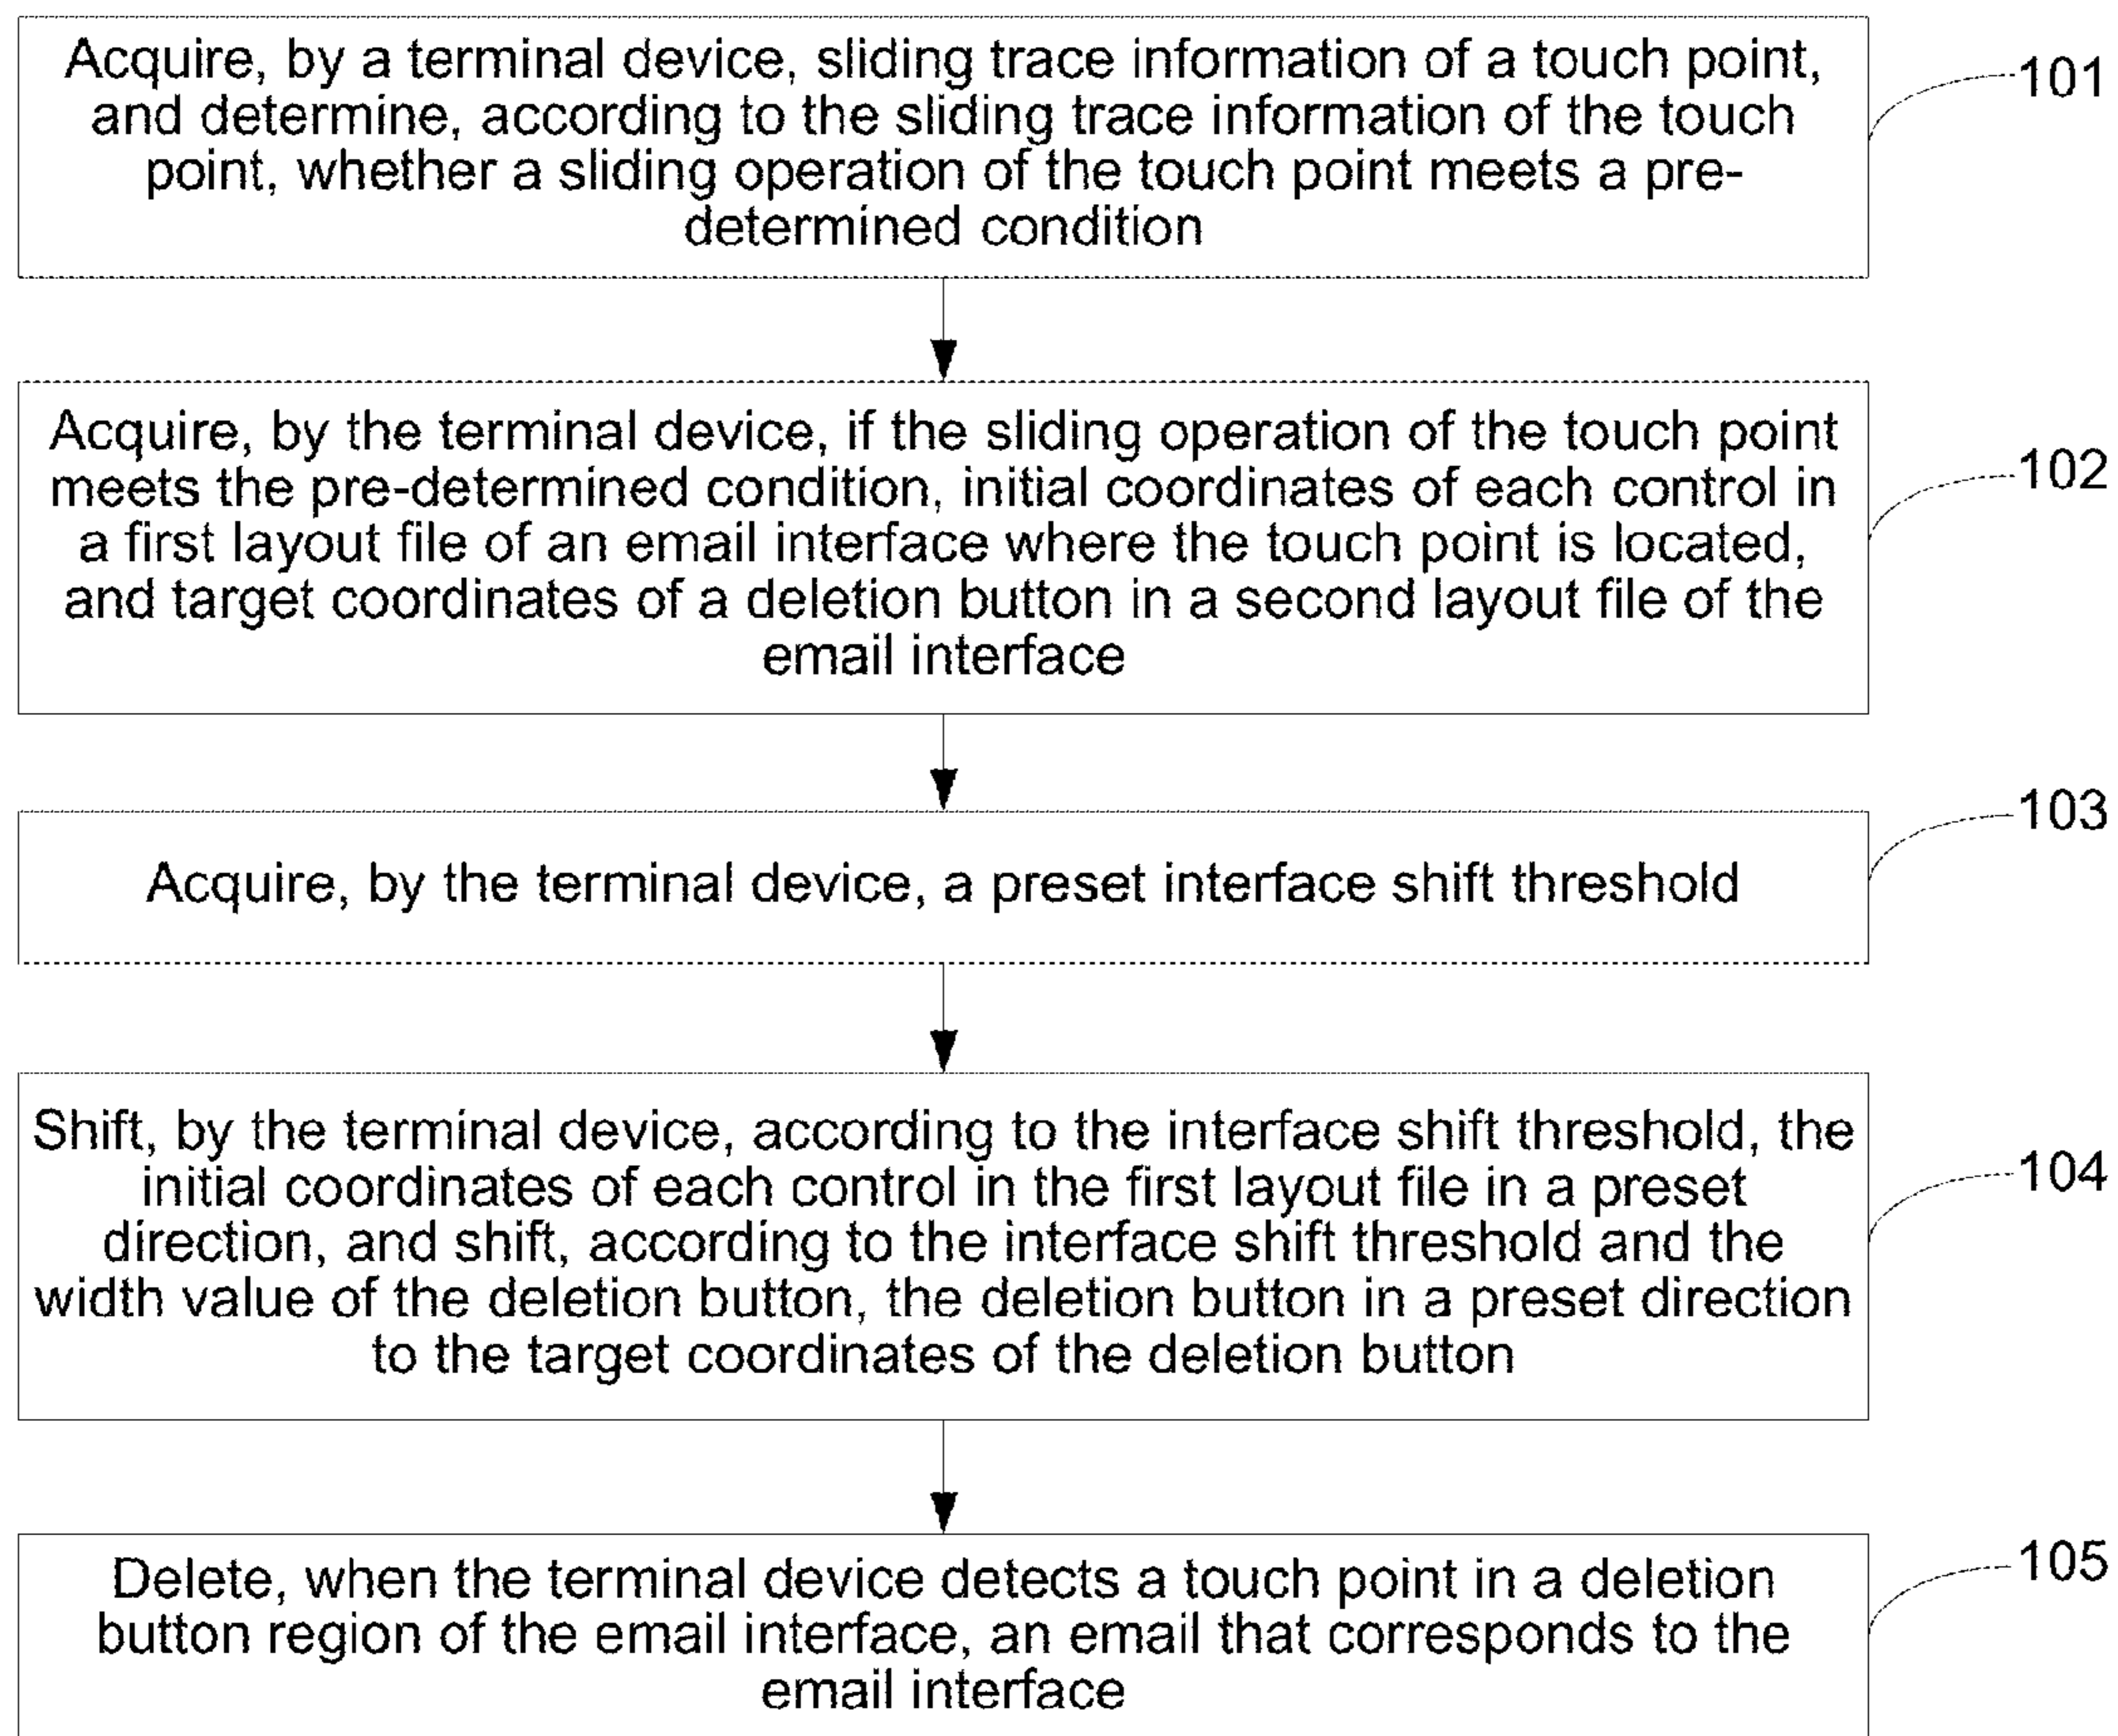 Acquire, by a terminal device, sliding trace information of a touch point,
and determine, according to the sliding trace information of the touch
point, whether a sliding operation of the touch point meets a pre-
determined condition
101
Acquire, by the terminal device, if the sliding operation of the touch point
meets the pre-determined condition, initial coordinates of each control in
a first layout file of an email interface where the touch point is located,
and target coordinates of a deletion button in a second layout file of the
email interface
102
Acquire, by the terminal device, a preset interface shift threshold
103
Shift, by the terminal device, according to the interface shift threshold, the
initial coordinates of each control in the first layout file in a preset
direction, and shift, according to the interface shift threshold and the
width value of the deletion button, the deletion button in a preset direction
to the target coordinates of the deletion button
104
Delete, when the terminal device detects a touch point in a deletion
button region of the email interface, an email that corresponds to the
email interface
105